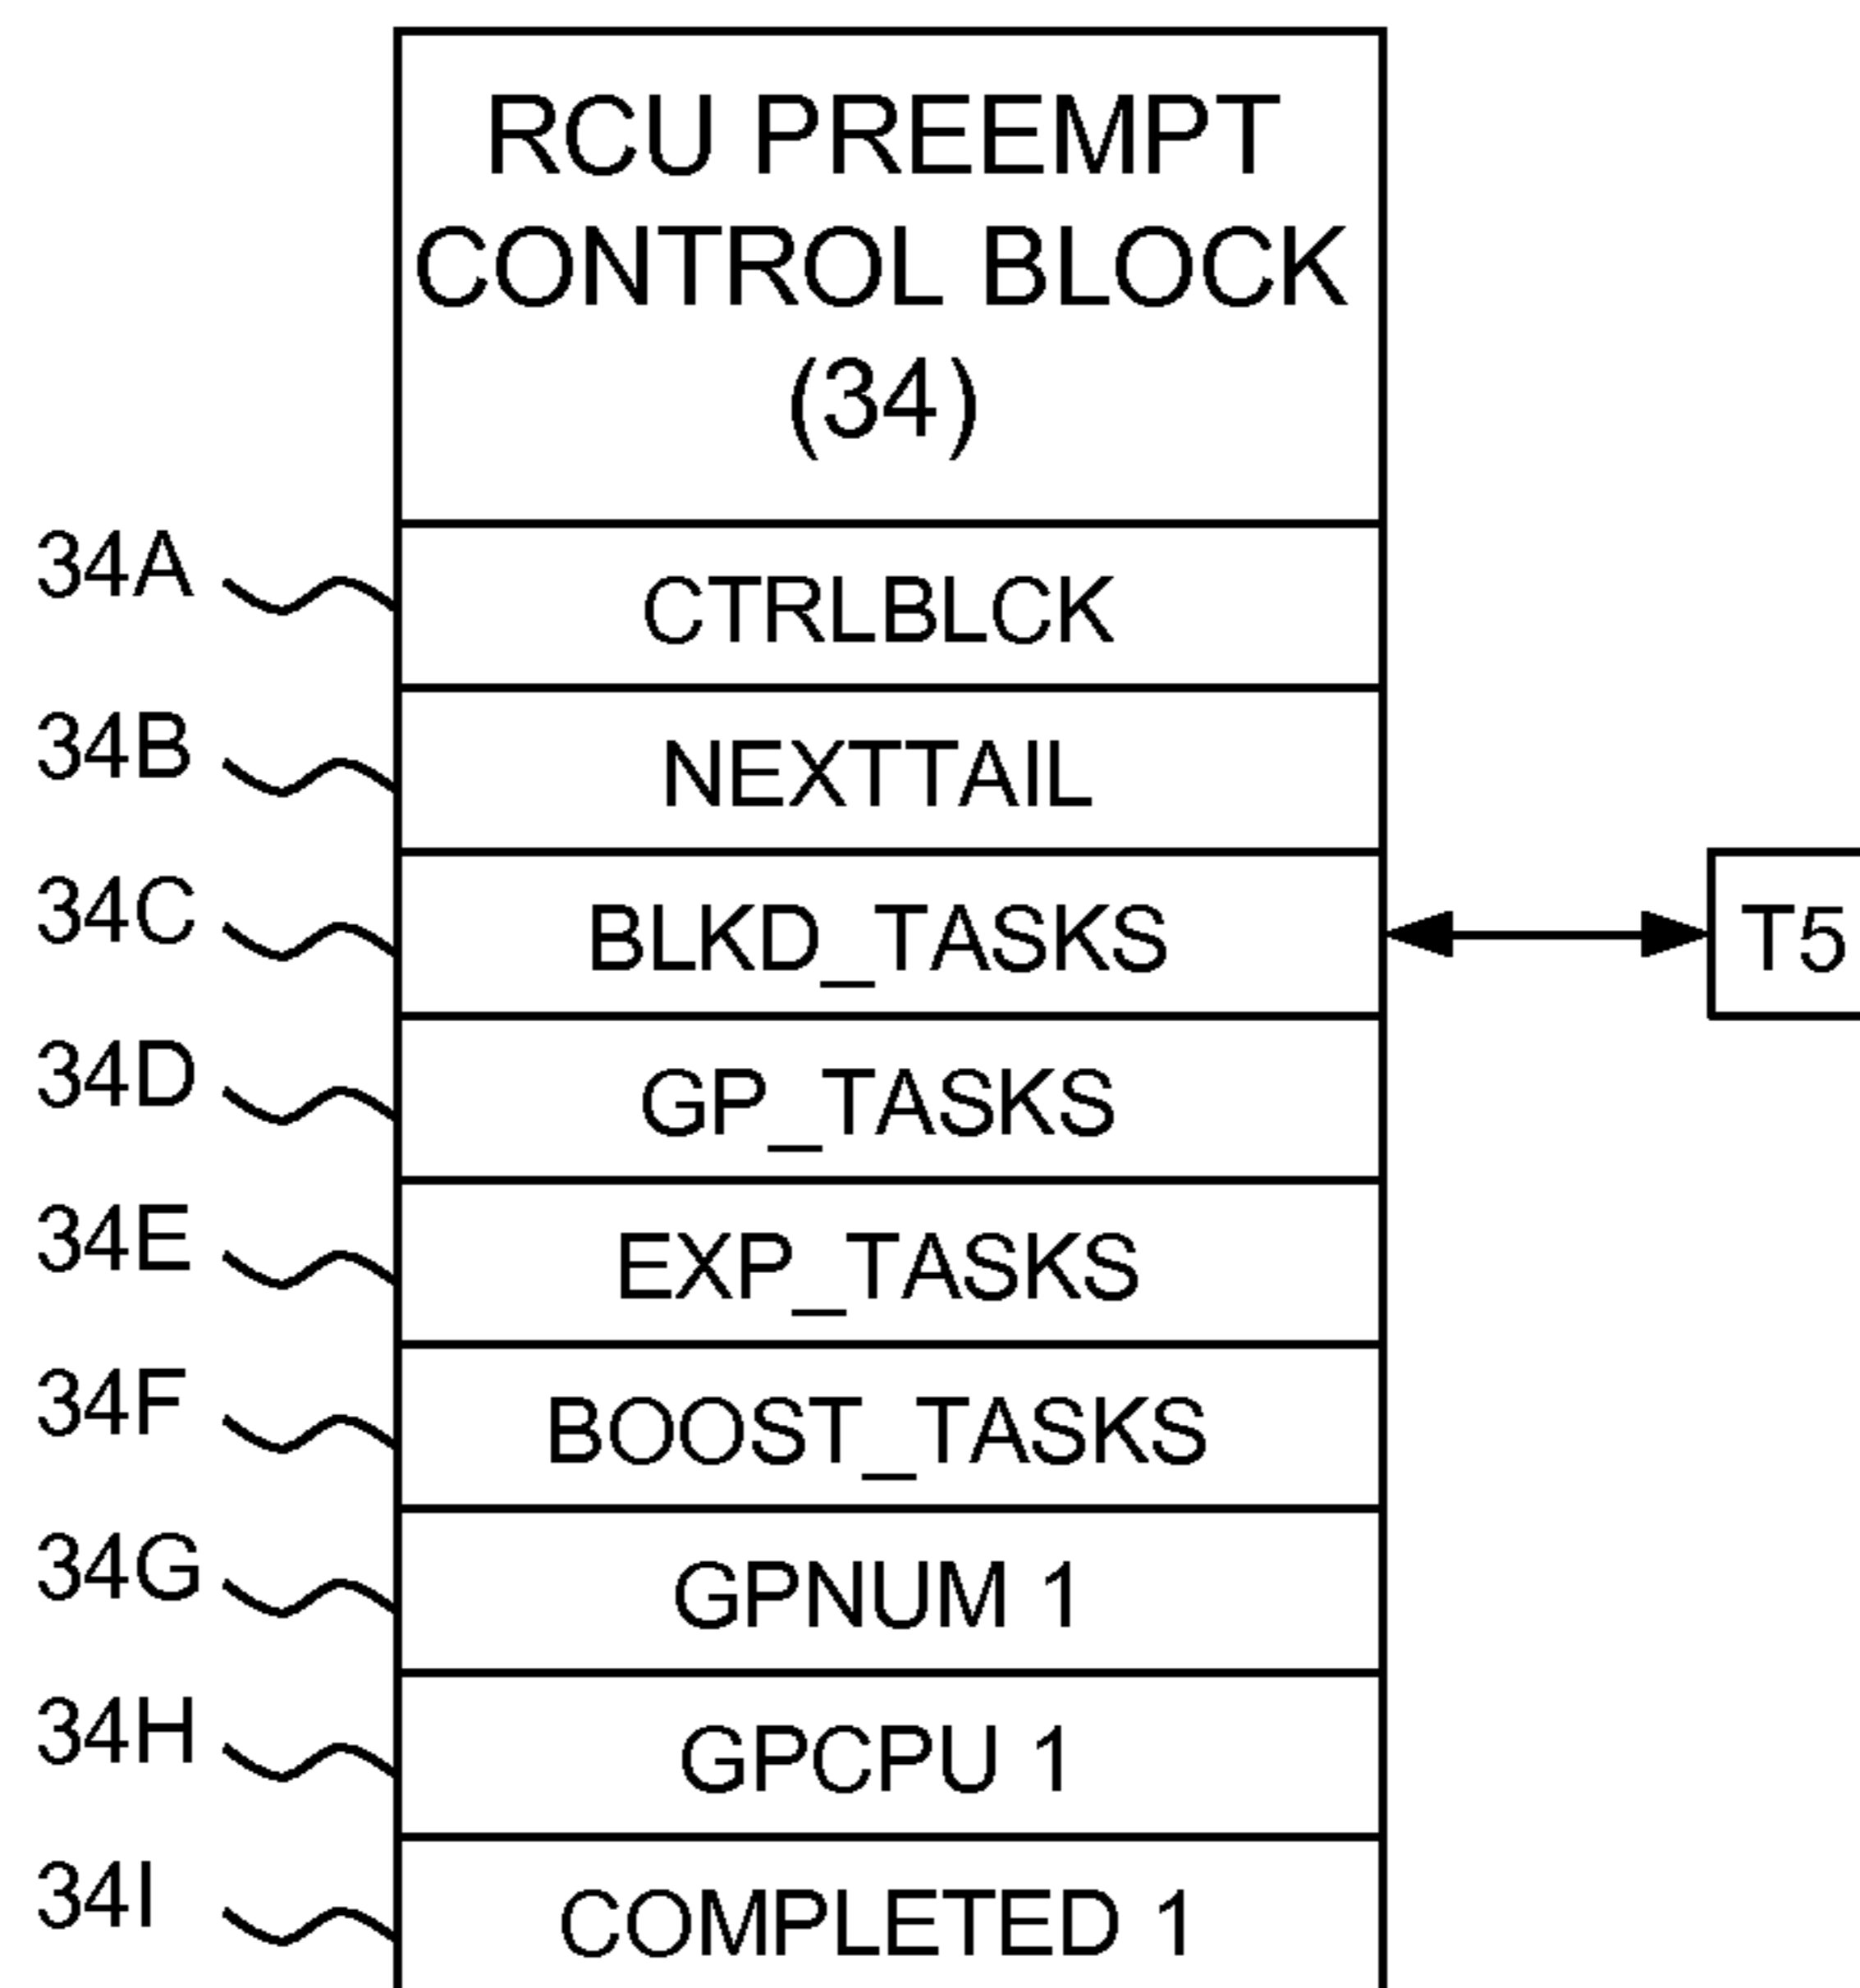 RCU PREEMPT
CONTROL BLOCK
(34)
34A CTRLBLCK
34B NEXTTAIL
34C BLKD_TASKS T5
34D GP_TASKS
34E EXP_TASKS
34F BOOST_TASKS
34G GPNUM 1
34H GPCPU 1
34I COMPLETED 1